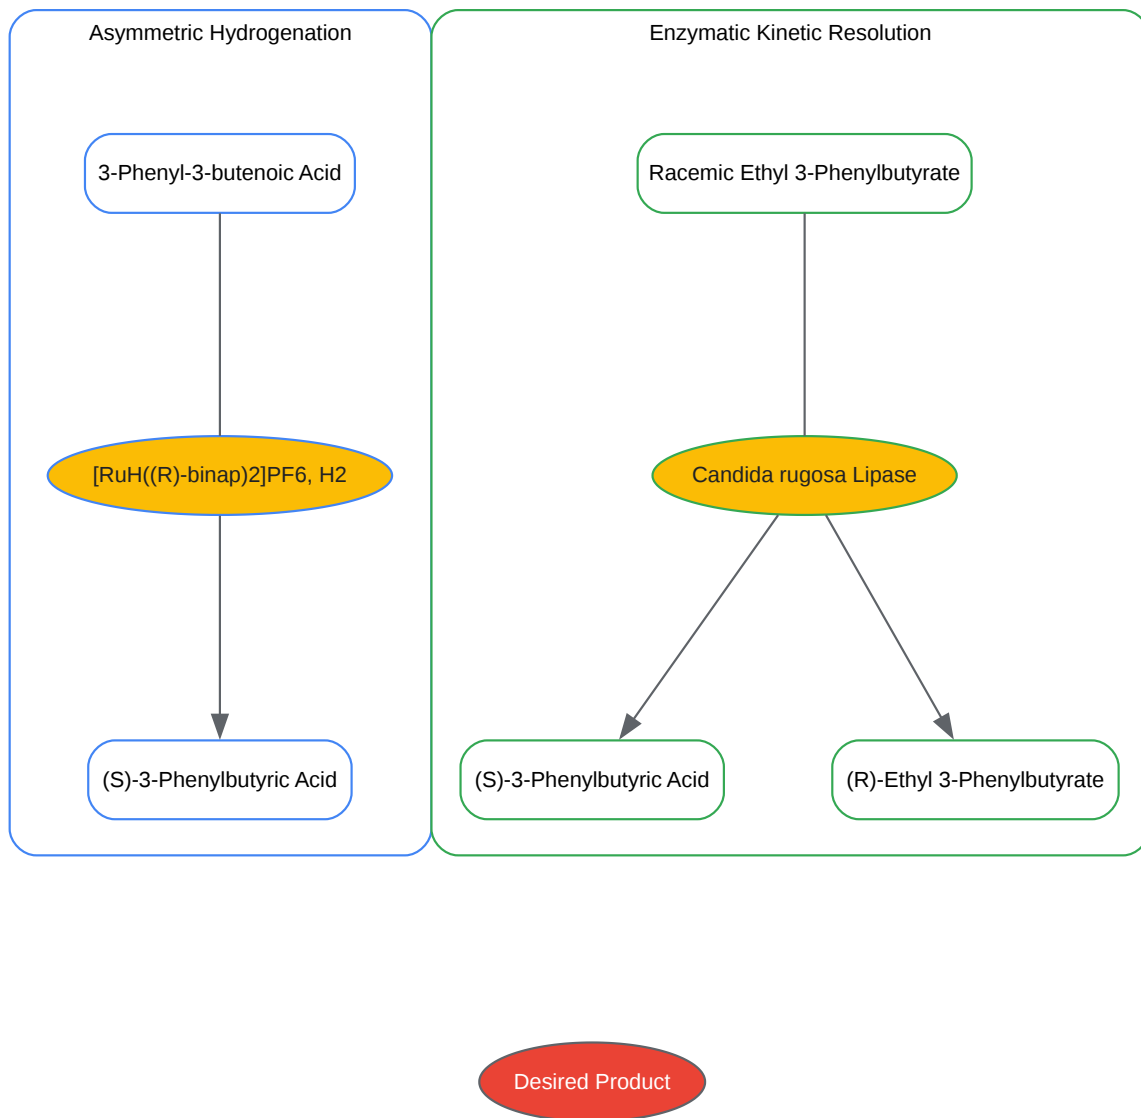 Asymmetric Hydrogenation
Enzymatic Kinetic Resolution
3-Phenyl-3-butenoic Acid
Racemic Ethyl 3-Phenylbutyrate
[RuH((R)-binap)2]PF6, H2
Candida rugosa Lipase
(S)-3-Phenylbutyric Acid
(S)-3-Phenylbutyric Acid
(R)-Ethyl 3-Phenylbutyrate
Desired Product